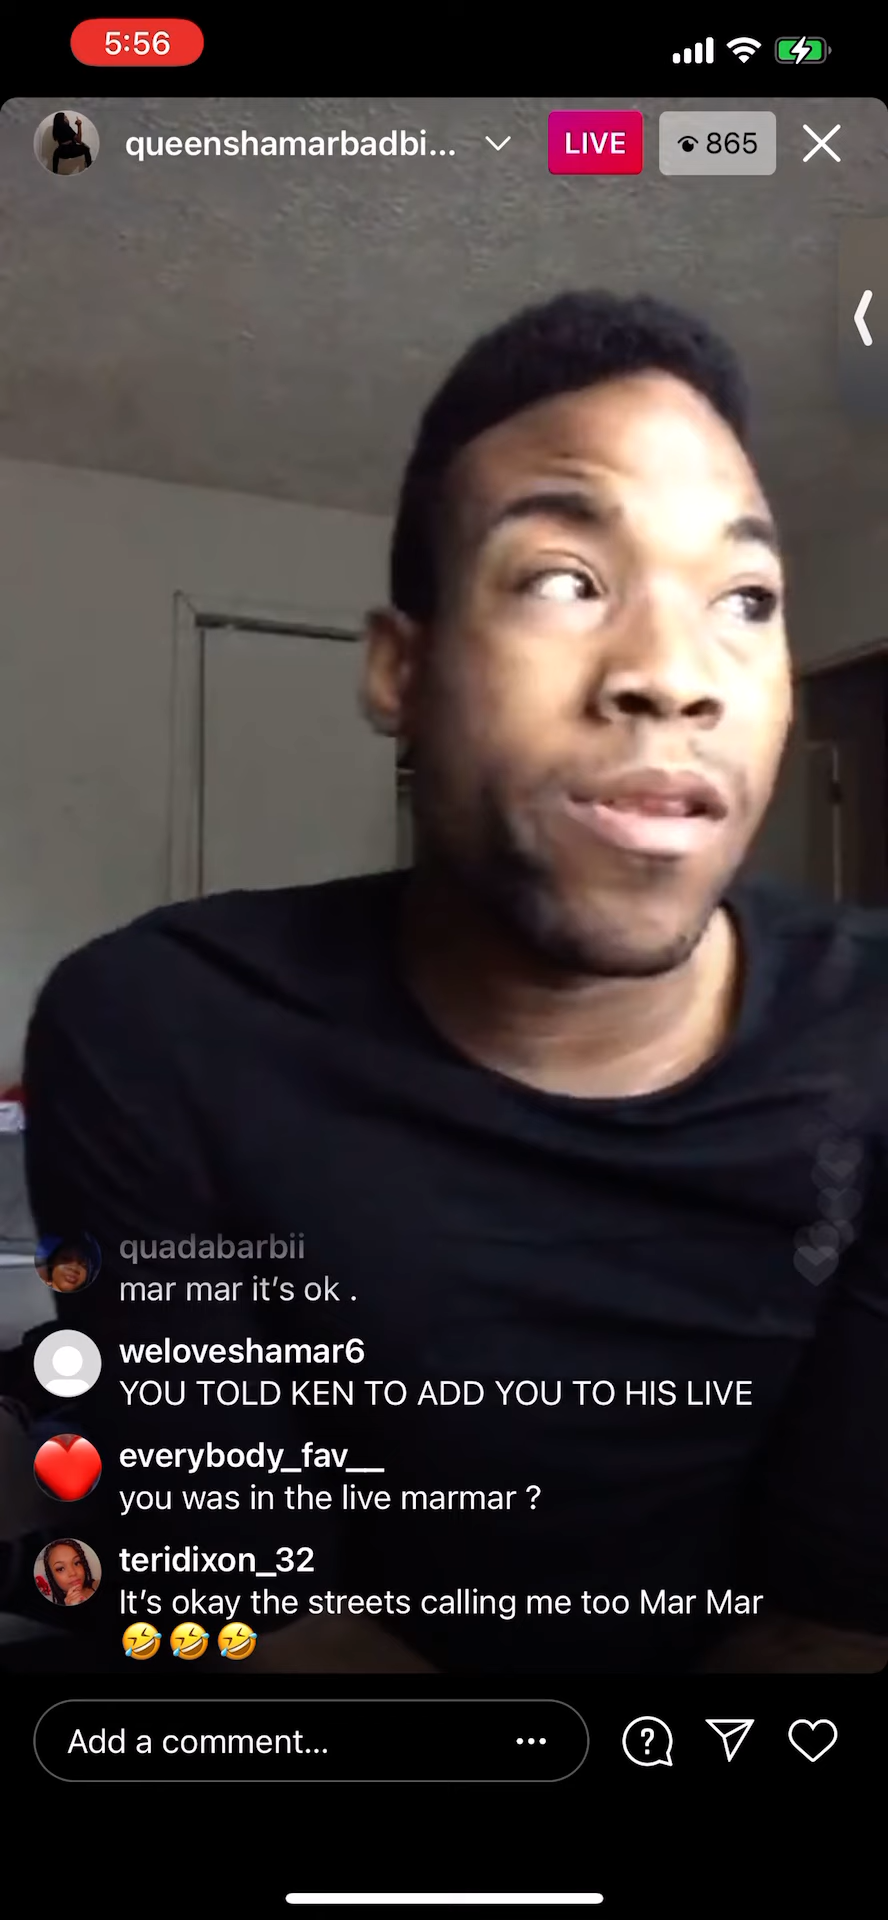 5:56
queenshamarbadbi...
LIVE
865
quadabarbii
mar mar it's ok .
weloveshamar6
YOU TOLD KEN TO ADD YOU TO HIS LIVE
everybody_fav__
you was in the live marmar ?
teridixon_32
It's okay the streets calling me too Mar Mar
🤣🤣🤣
Add a comment...